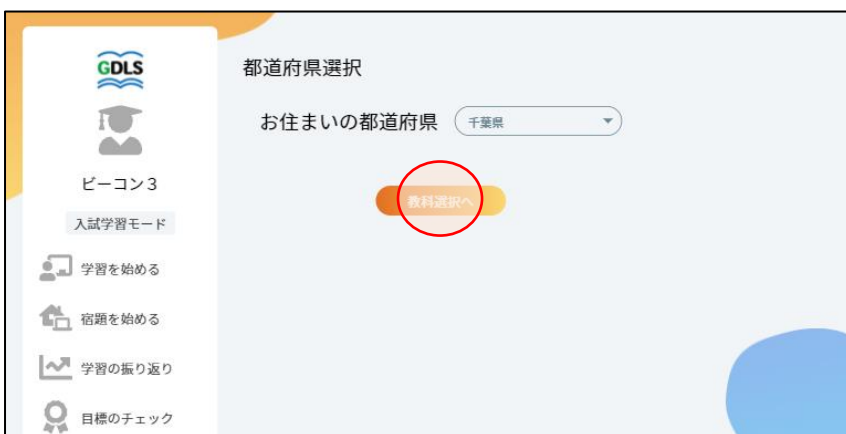 GDLS
ビーコン3
入試学習モード
学習を始める
宿題を始める
学習の振り返り
目標のチェック
都道府県選択
お住まいの都道府県 千葉県
教科選択へ